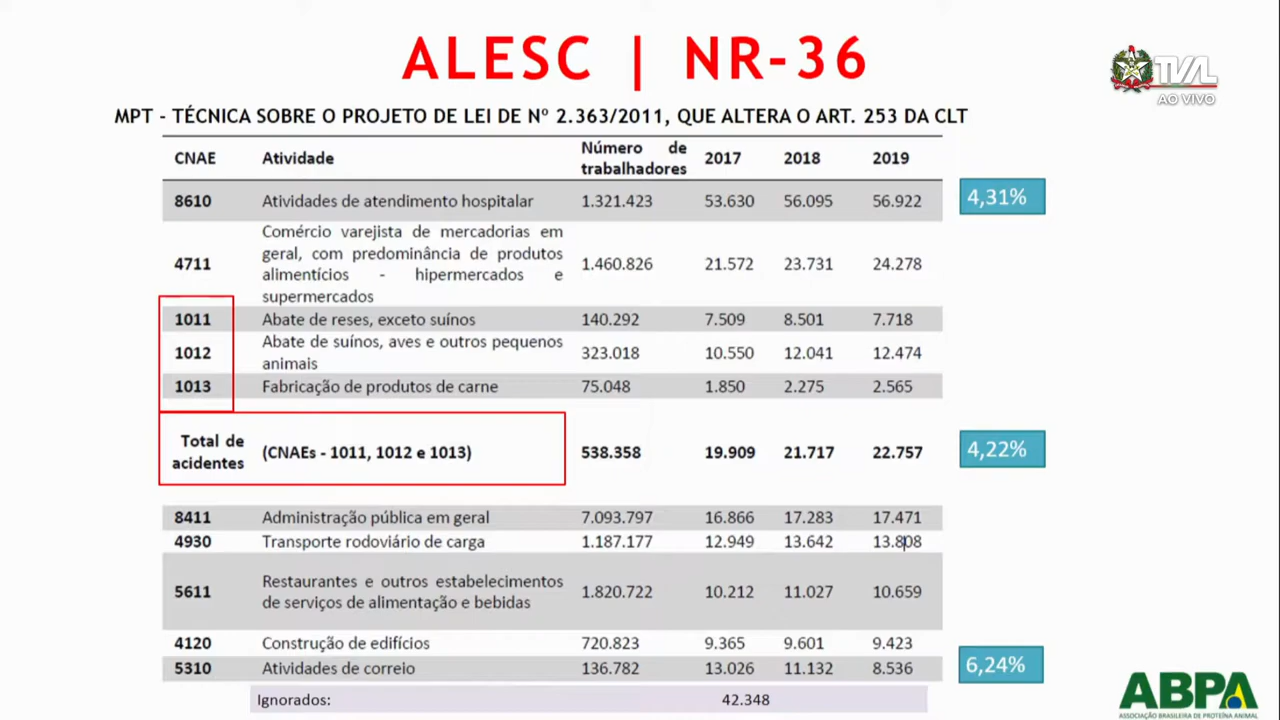 ALESC | NR-36
TVAL
AO VIVO
MPT - TÉCNICA SOBRE O PROJETO DE LEI DE Nº 2.363/2011, QUE ALTERA O ART. 253 DA CLT
CNAE Atividade Número de trabalhadores 2017 2018 2019
8610 Atividades de atendimento hospitalar 1.321.423 53.630 56.095 56.922 4,31%
Comércio varejista de mercadorias em
geral, com predominância de produtos
4711 alimentícios - hipermercados e 1.460.826 21.572 23.731 24.278
supermercados
1011 Abate de reses, exceto suínos 140.292 7.509 8.501 7.718
1012 Abate de suínos, aves e outros pequenos animais 323.018 10.550 12.041 12.474
1013 Fabricação de produtos de carne 75.048 1.850 2.275 2.565
Total de acidentes (CNAEs - 1011, 1012 e 1013) 538.358 19.909 21.717 22.757 4,22%
8411 Administração pública em geral 7.093.797 16.866 17.283 17.471
4930 Transporte rodoviário de carga 1.187.177 12.949 13.642 13.808
5611 Restaurantes e outros estabelecimentos de serviços de alimentação e bebidas 1.820.722 10.212 11.027 10.659
4120 Construção de edifícios 720.823 9.365 9.601 9.423
5310 Atividades de correio 136.782 13.026 11.132 8.536 6,24%
Ignorados: 42.348
ABPA
ASSOCIAÇÃO BRASILEIRA DE PROTEÍNA ANIMAL